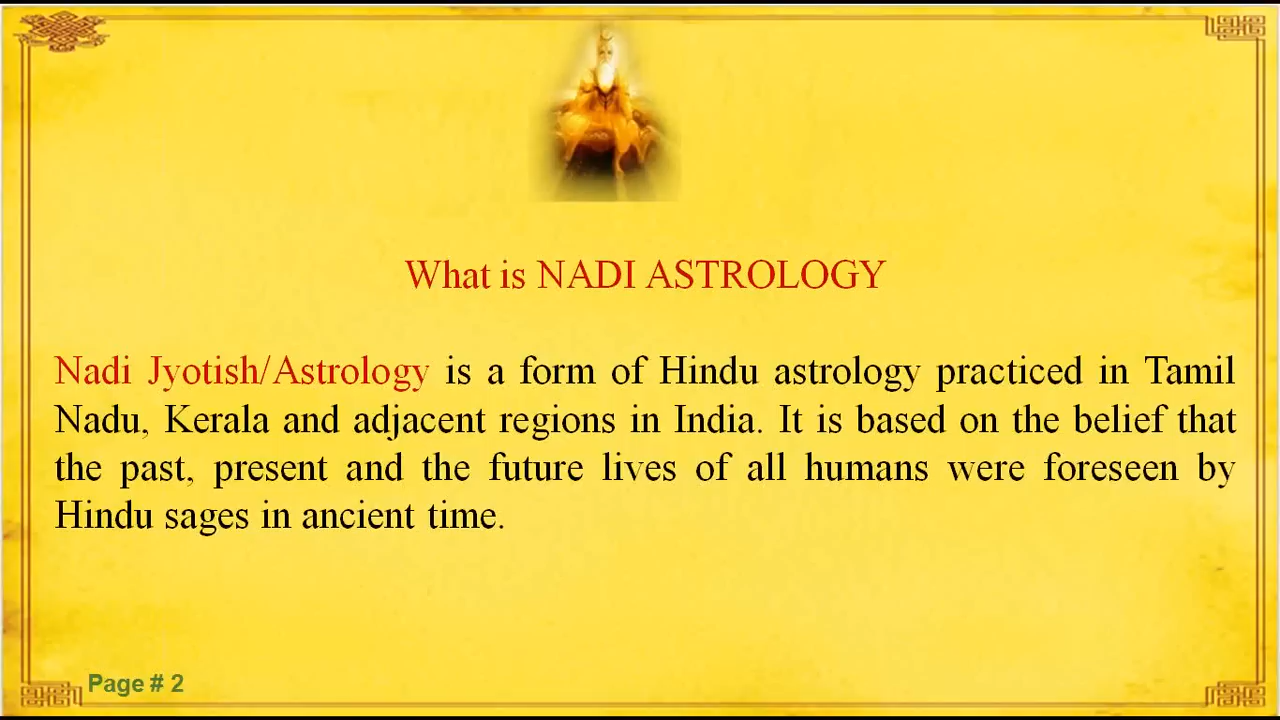 What is NADI ASTROLOGY
Nadi Jyotish/Astrology is a form of Hindu astrology practiced in Tamil
Nadu, Kerala and adjacent regions in India. It is based on the belief that
the past, present and the future lives of all humans were foreseen by
Hindu sages in ancient time.
Page # 2